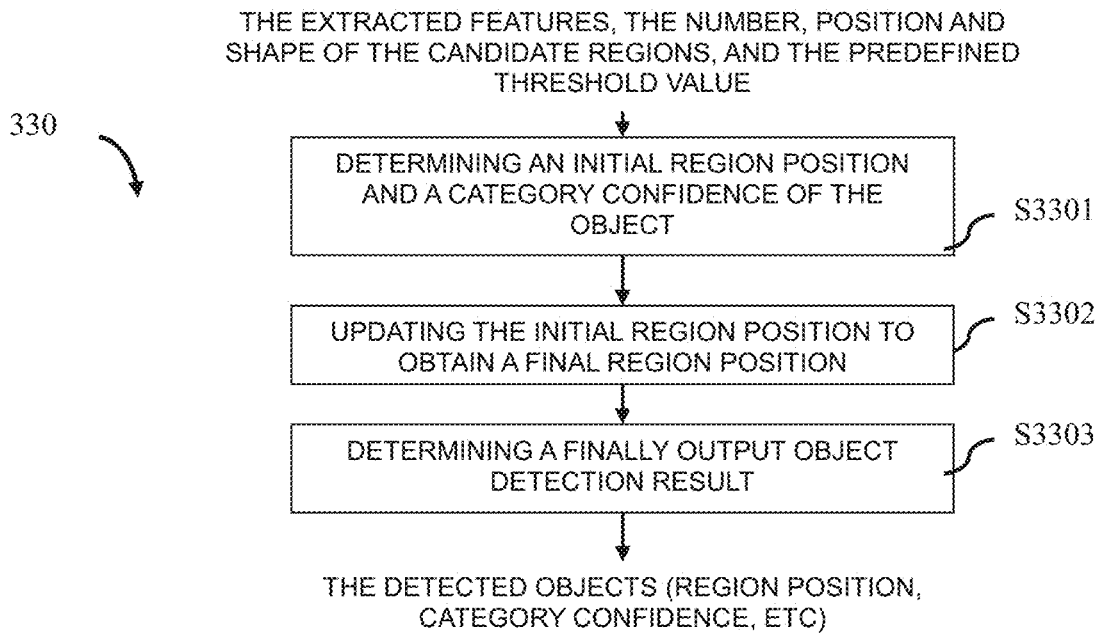 THE EXTRACTED FEATURES, THE NUMBER, POSITION AND
SHAPE OF THE CANDIDATE REGIONS, AND THE PREDEFINED
THRESHOLD VALUE
330
DETERMINING AN INITIAL REGION POSITION
AND A CATEGORY CONFIDENCE OF THE
OBJECT
S3301
UPDATING THE INITIAL REGION POSITION TO
OBTAIN A FINAL REGION POSITION
S3302
DETERMINING A FINALLY OUTPUT OBJECT
DETECTION RESULT
S3303
THE DETECTED OBJECTS (REGION POSITION,
CATEGORY CONFIDENCE, ETC)